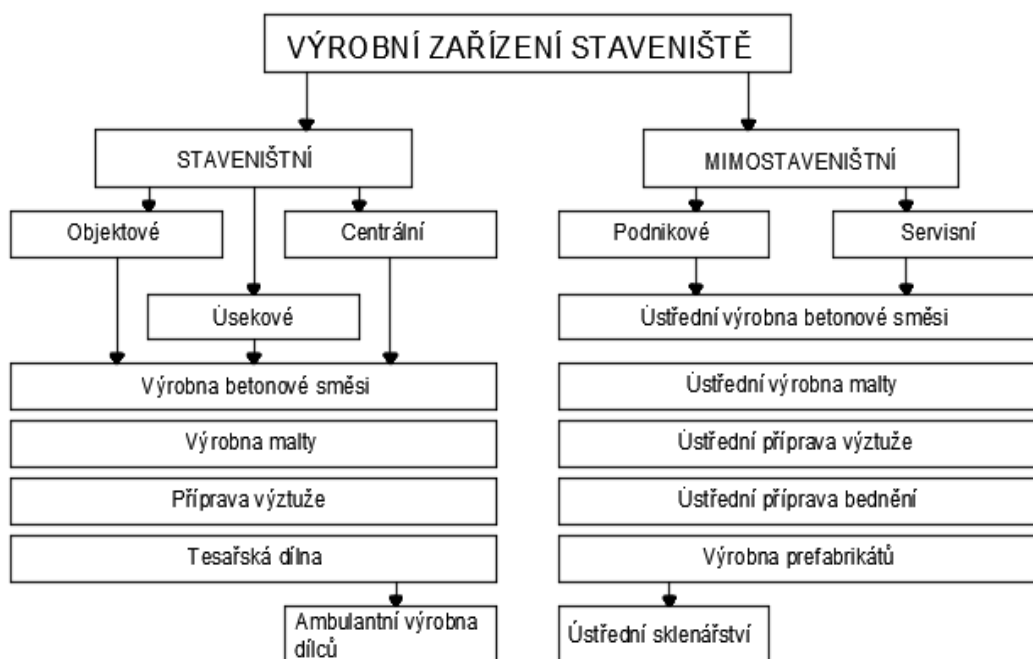 VÝROBNÍ ZAŘÍZENÍ STAVENIŠTĚ
STAVENIŠTNÍ
MIMOSTAVENIŠTNÍ
Objektové
Centrální
Podnikové
Servisní
Úsekové
Ústřední výrobna betonové směsi
Výrobna betonové směsi
Ústřední výrobna malty
Výrobna malty
Ústřední příprava výztuže
Příprava výztuže
Ústřední příprava bednění
Tesařská dílna
Výrobna prefabrikátů
Ambulantní výrobna
dílců
Ústřední sklenářství